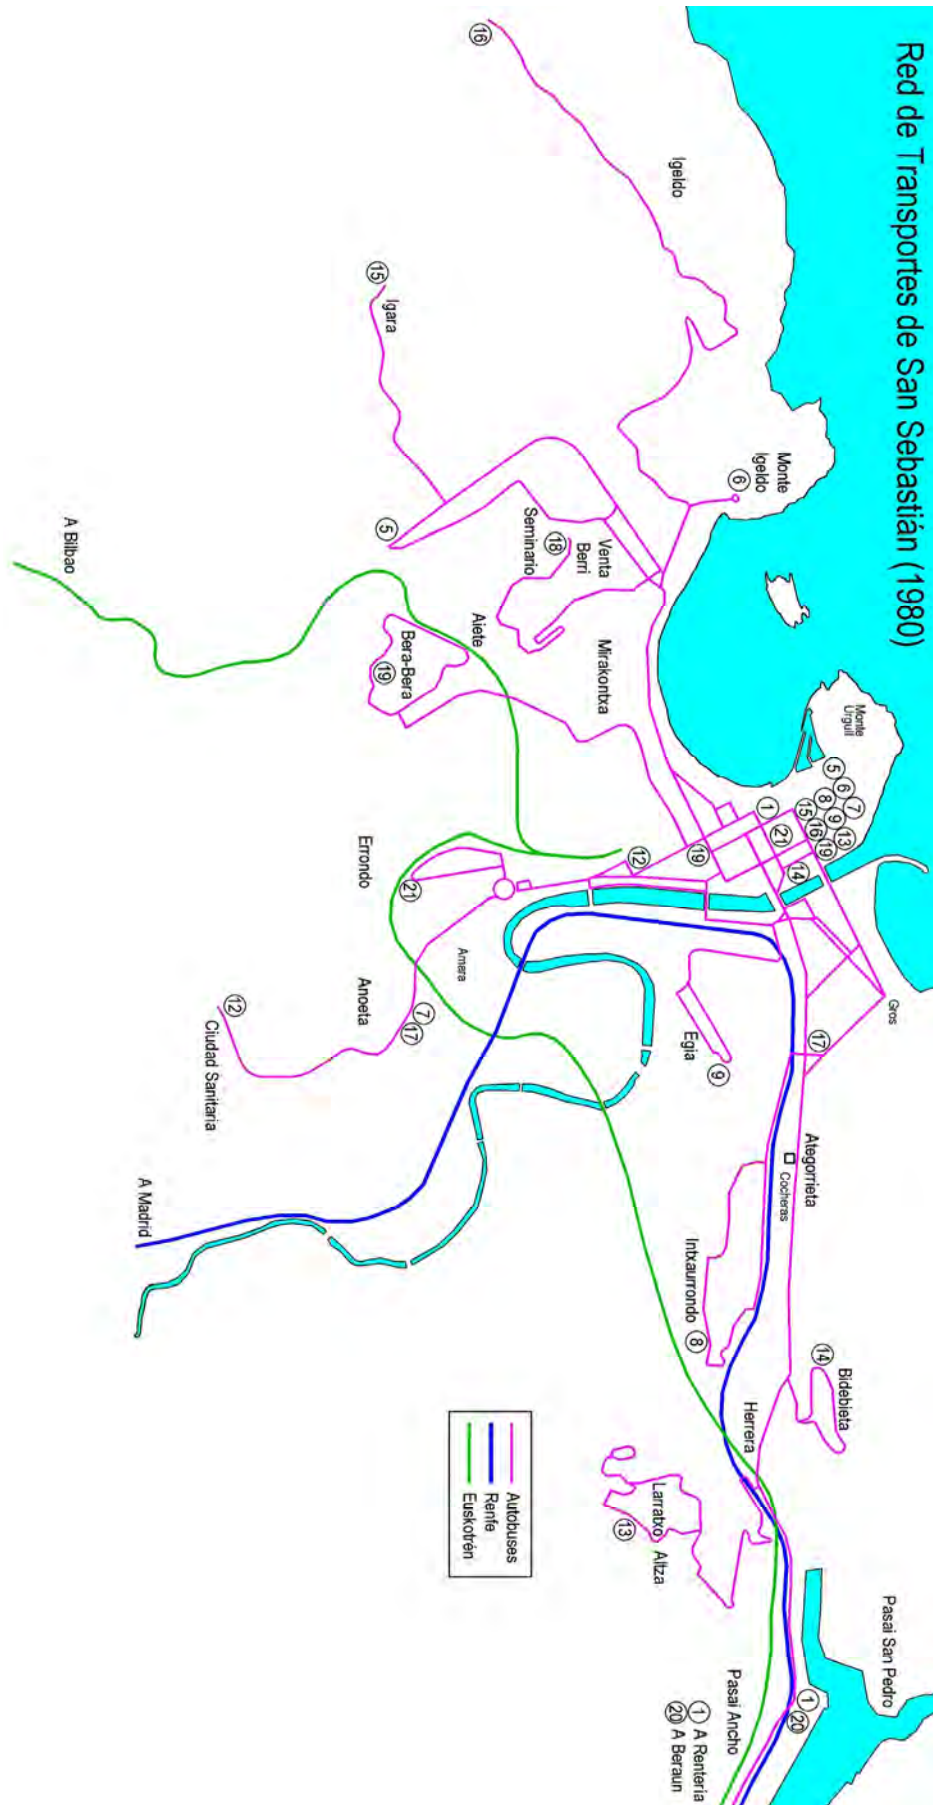 Red de Transportes de San Sebastián (1980)
16
Igeldo
15
Igara
Monte
Igeldo
6
5
Seminario
18
Venta
Berri
A Bilbao
Aiete
Bera-Bera
19
Mirakontxa
Monte
Urgull
5
6
7
8
9
13
15
16
19
1
21
14
19
12
Errondo
21
Amara
Anoeta
7
17
12
Ciudad Sanitaria
Gros
Egia
9
17
Ategorrieta
Cocheras
A Madrid
Intxaurrondo
8
14
Bidebieta
Herrera
Larratxo
13
Altza
Pasai San Pedro
1
20
Pasai Ancho
1 A Renteria
20 A Beraun
Autobuses
Renfe
Euskotrén